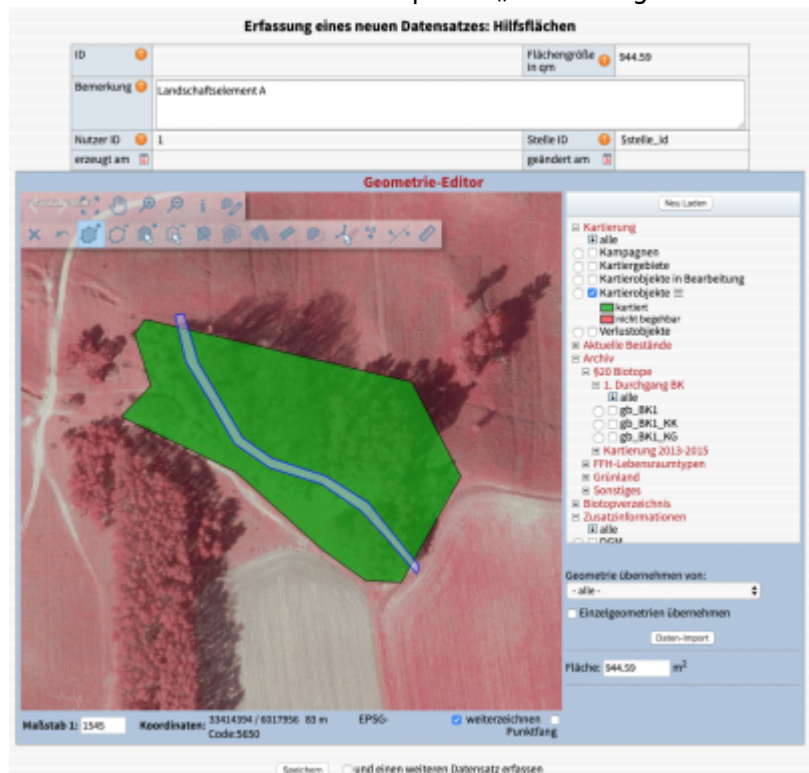 Erfassung eines neuen Datensatzes: Hilfsflächen
ID
Flächengröße in qm 944.59
Bemerkung Landschaftselement A
Nutzer ID 1 Stelle ID $stelle_id
erzeugt am geändert am
Geometrie-Editor
Neu Laden
Kartierung
alle
Kampagnen
Kartiergebiete
Kartierobjekte in Bearbeitung
Kartierobjekte
kartiert
nicht begehbar
Verlustobjekte
Aktuelle Bestände
Archiv
§20 Biotope
1. Durchgang BK
alle
gb_BK1
gb_BK1_KK
gb_BK1_KG
Kartierung 2013-2015
FFH-Lebensraumtypen
Grünland
Sonstiges
Biotopverzeichnis
Zusatzinformationen
alle
DGM
Geometrie übernehmen von:
- alle -
Einzelgeometrien übernehmen
Daten-Import
Fläche: 944.59 m²
Maßstab 1: 1545 Koordinaten: 33414394 / 6017956 83 m EPSG-Code:5650
weiterzeichnen
Punktfang
Speichern und einen weiteren Datensatz erfassen